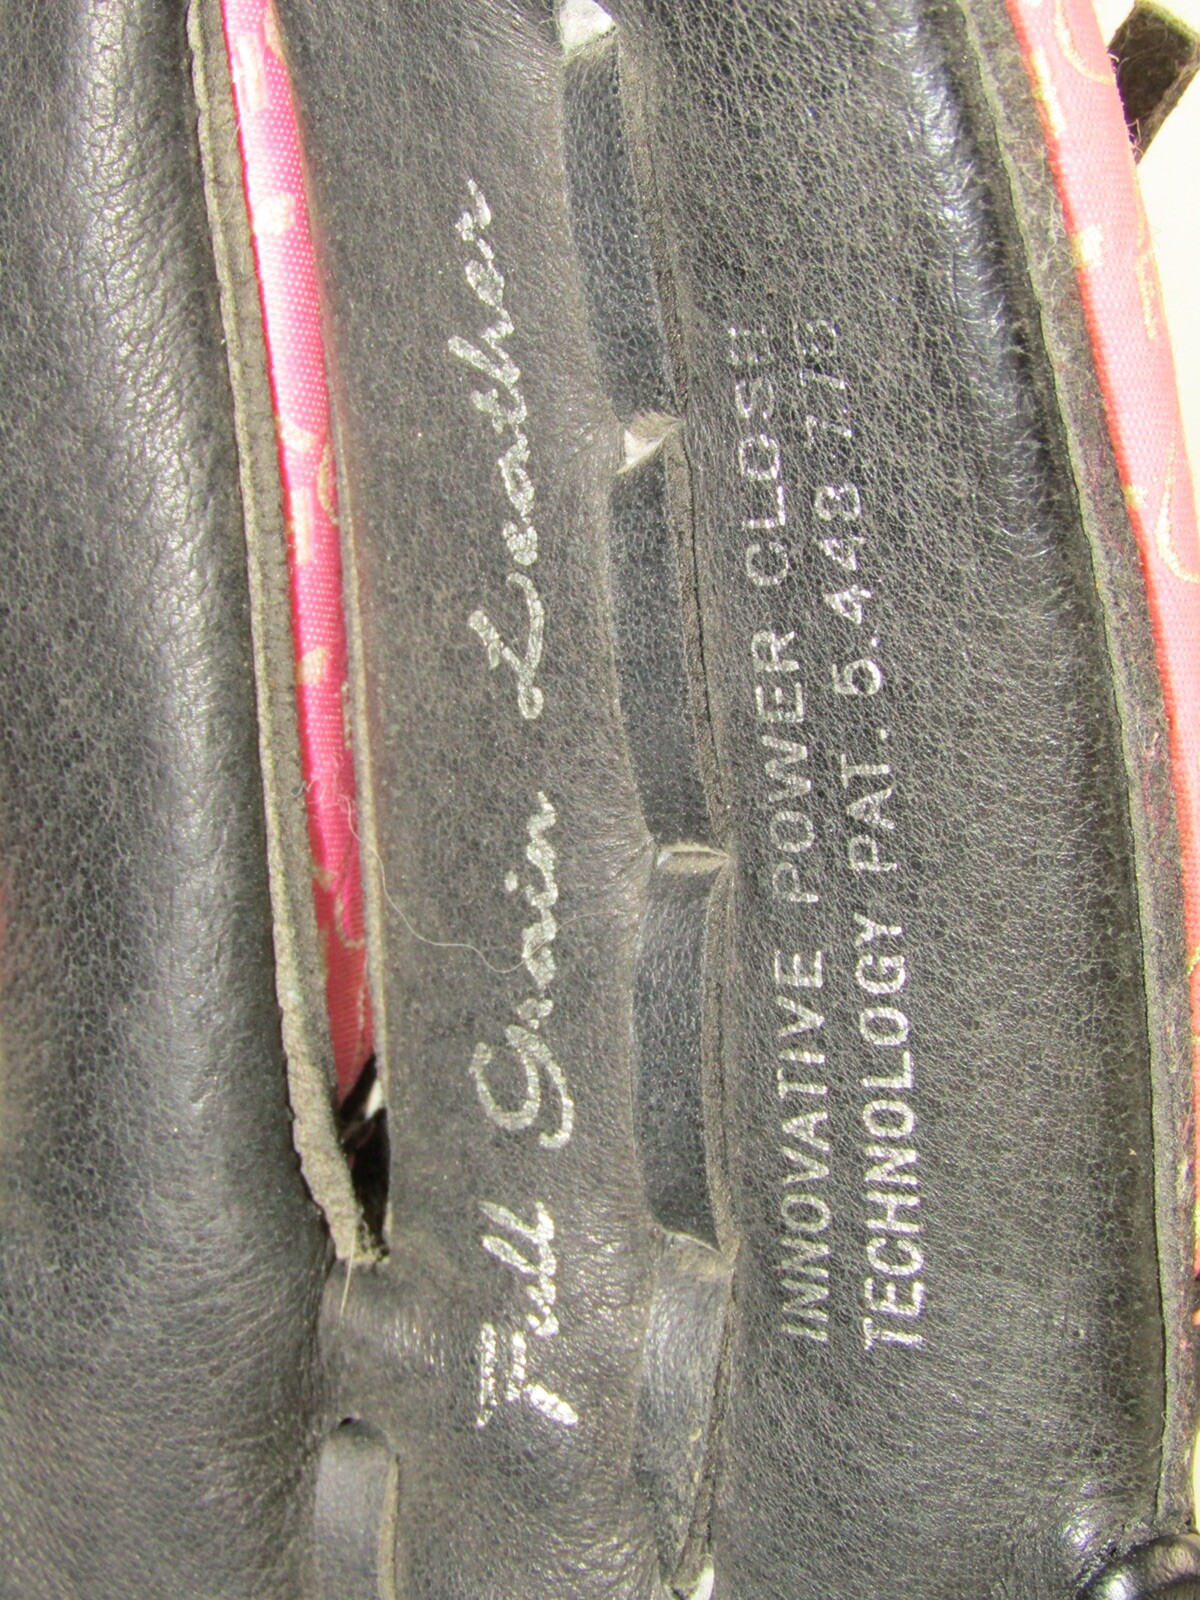 Full Grain Leather
INNOVATIVE POWER CLOSE
TECHNOLOGY PAT. 5.448.775